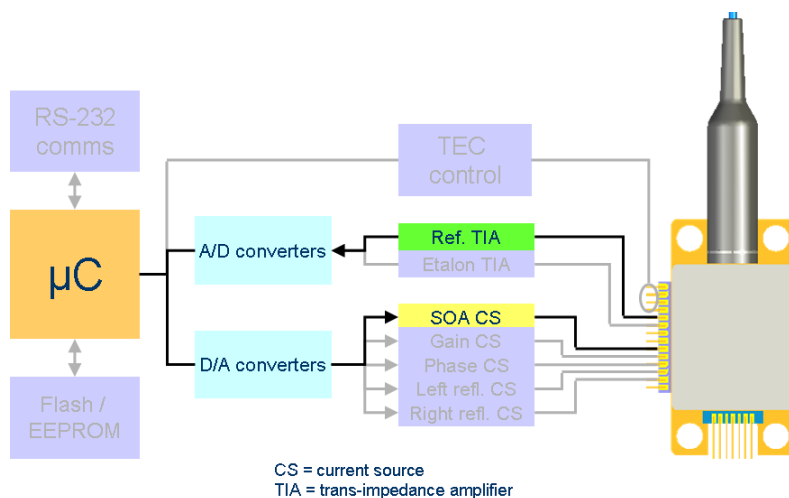 RS-232
comms
TEC
control
µC
A/D converters
Ref. TIA
Etalon TIA
D/A converters
SOA CS
Gain CS
Phase CS
Left refl. CS
Right refl. CS
Flash /
EEPROM
CS = current source
TIA = trans-impedance amplifier